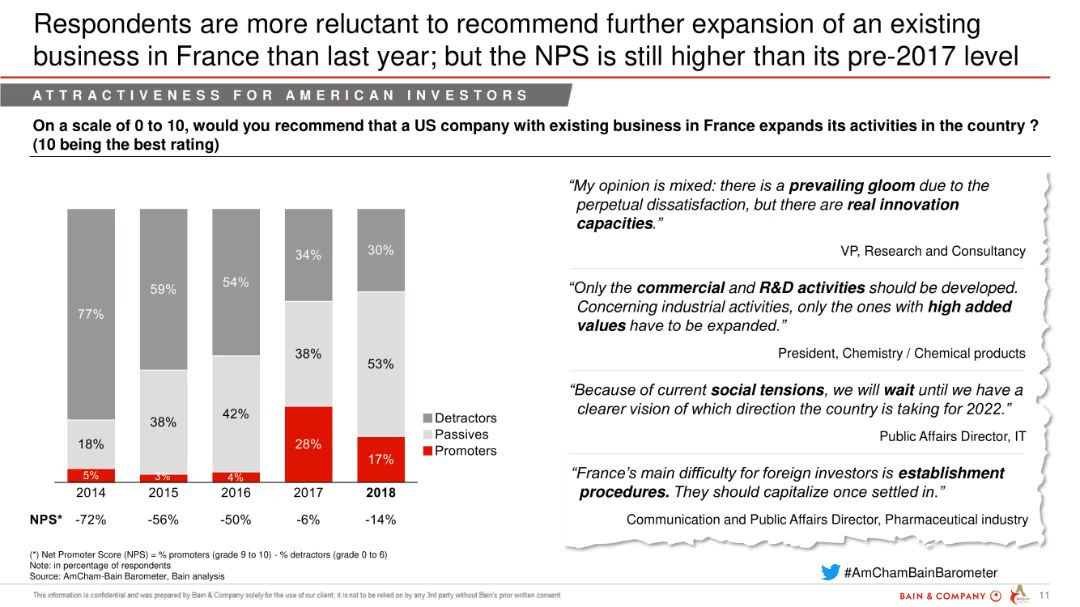 Respondents are more reluctant to recommend further expansion of an existing
business in France than last year; but the NPS is still higher than its pre-2017 level
ATTRACTIVENESS FOR AMERICAN INVESTORS
On a scale of 0 to 10, would you recommend that a US company with existing business in France expands its activities in the country ?
(10 being the best rating)
77%
18%
5%
59%
38%
3%
54%
42%
4%
34%
38%
28%
30%
53%
17%
Detractors
Passives
Promoters
2014 2015 2016 2017 2018
NPS* -72% -56% -50% -6% -14%
“My opinion is mixed: there is a prevailing gloom due to the
perpetual dissatisfaction, but there are real innovation
capacities.”
VP, Research and Consultancy
“Only the commercial and R&D activities should be developed.
Concerning industrial activities, only the ones with high added
values have to be expanded.”
President, Chemistry / Chemical products
“Because of current social tensions, we will wait until we have a
clearer vision of which direction the country is taking for 2022.”
Public Affairs Director, IT
“France’s main difficulty for foreign investors is establishment
procedures. They should capitalize once settled in.”
Communication and Public Affairs Director, Pharmaceutical industry
(*) Net Promoter Score (NPS) = % promoters (grade 9 to 10) - % detractors (grade 0 to 6)
Note: in percentage of respondents
Source: AmCham-Bain Barometer, Bain analysis
#AmChamBainBarometer
This information is confidential and was prepared by Bain & Company solely for the use of our client; it is not to be relied on by any 3rd party without Bain's prior written consent
BAIN & COMPANY
11